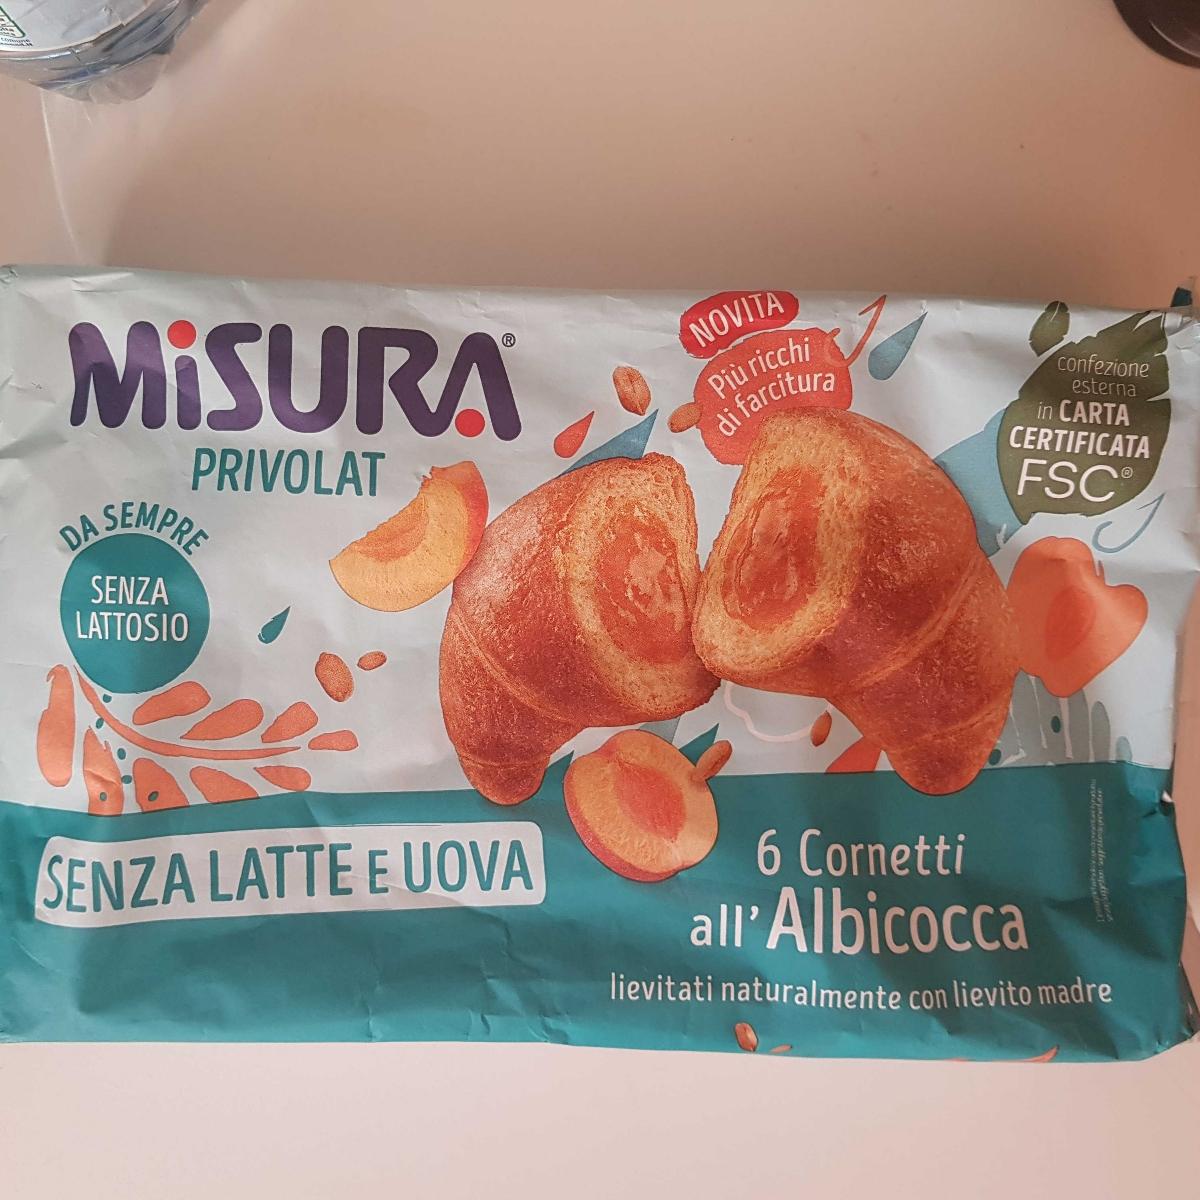 MiSURA®
PRIVOLAT
DA SEMPRE
SENZA
LATTOSIO
NOVITÀ
Più ricchi
di farcitura
confezione
esterna
in CARTA
CERTIFICATA
FSC®
SENZA LATTE E UOVA
6 Cornetti
all'Albicocca
lievitati naturalmente con lievito madre